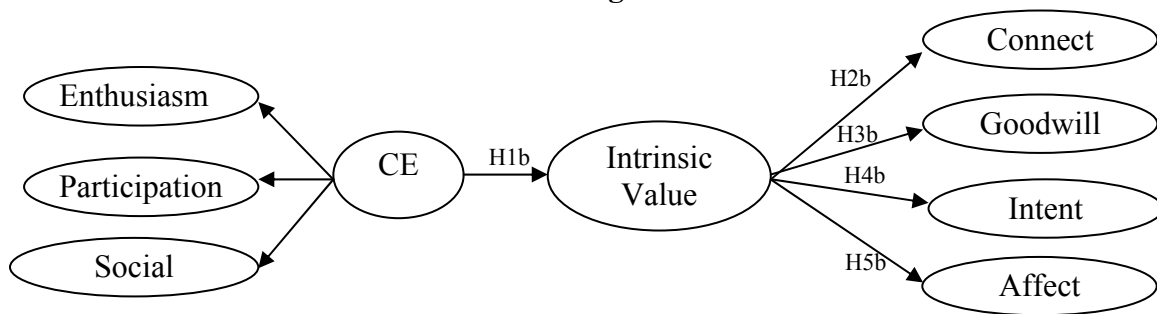 Connect
H2b
Enthusiasm
Goodwill
H3b
CE
H1b
Intrinsic
Value
H4b
Participation
Intent
H5b
Social
Affect